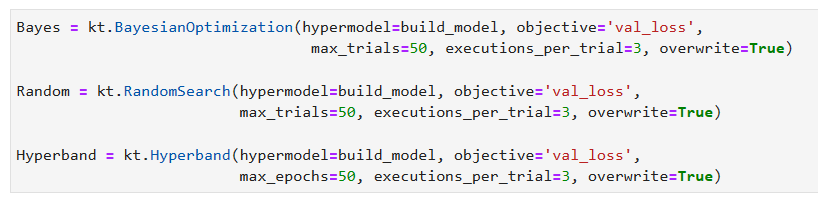 Bayes = kt.BayesianOptimization(hypermodel=build_model, objective='val_loss',
                                max_trials=50, executions_per_trial=3, overwrite=True)
Random = kt.RandomSearch(hypermodel=build_model, objective='val_loss',
                         max_trials=50, executions_per_trial=3, overwrite=True)
Hyperband = kt.Hyperband(hypermodel=build_model, objective='val_loss',
                         max_epochs=50, executions_per_trial=3, overwrite=True)